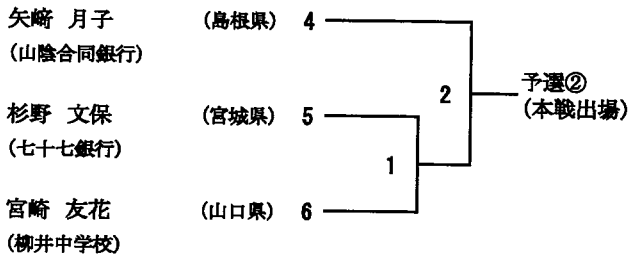 矢﨑 月子 (島根県) 4
(山陰合同銀行)
2 予選②
(本戦出場)
杉野 文保 (宮城県) 5
(七十七銀行)
1
宮崎 友花 (山口県) 6
(柳井中学校)